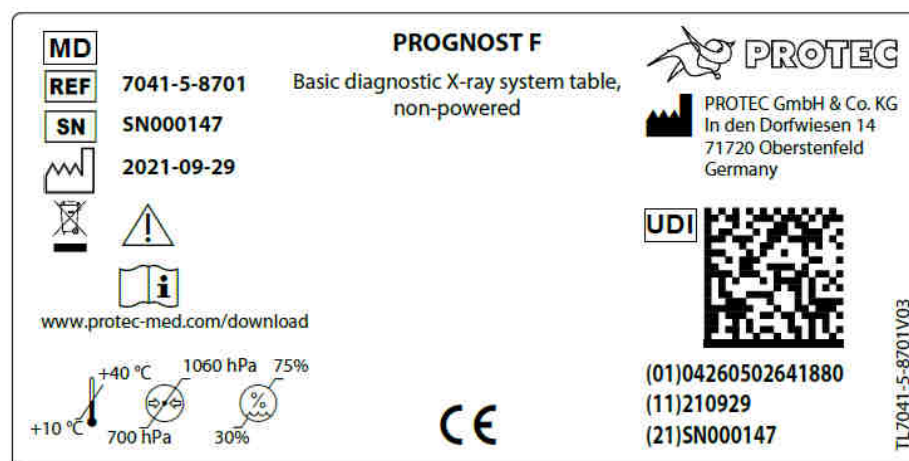 MD
REF 7041-5-8701
SN SN000147
2021-09-29
www.protec-med.com/download
+40 °C
+10 °C
1060 hPa
700 hPa
75%
%
30%
PROGNOST F
Basic diagnostic X-ray system table,
non-powered
CE
PROTEC
PROTEC GmbH & Co. KG
In den Dorfwiesen 14
71720 Oberstenfeld
Germany
UDI
(01)04260502641880
(11)210929
(21)SN000147
TL7041-5-8701V03